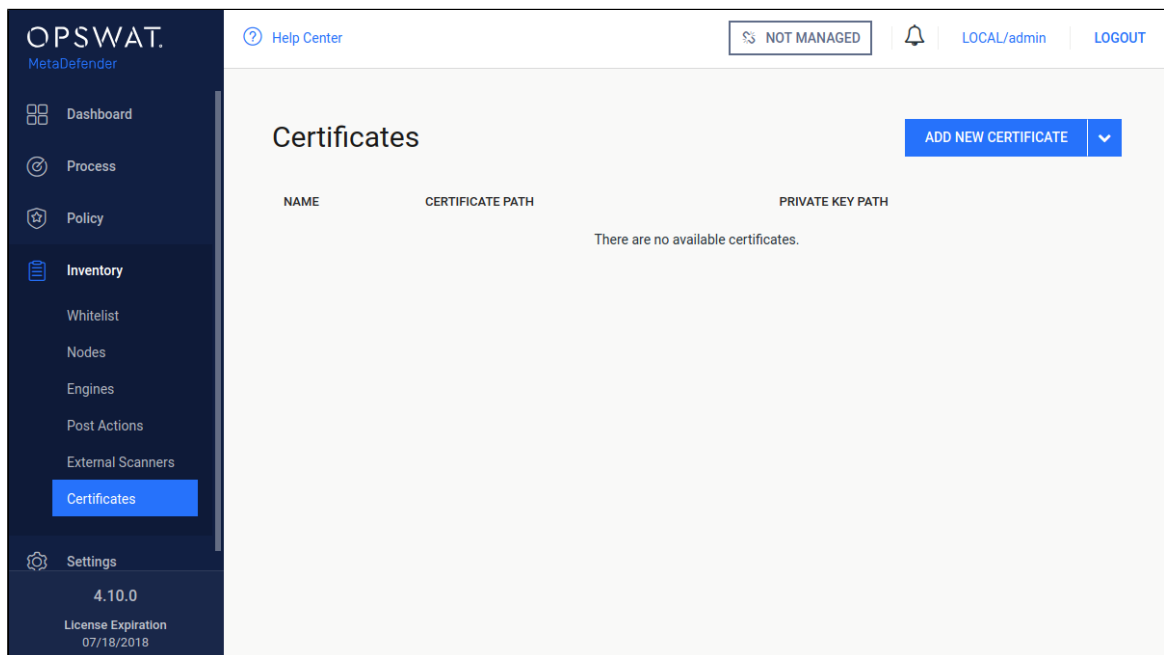 OPSWAT.
MetaDefender
Help Center
NOT MANAGED
LOCAL/admin
LOGOUT
Dashboard
Process
Policy
Inventory
Whitelist
Nodes
Engines
Post Actions
External Scanners
Certificates
Settings
4.10.0
License Expiration
07/18/2018
Certificates
ADD NEW CERTIFICATE
NAME CERTIFICATE PATH PRIVATE KEY PATH
There are no available certificates.